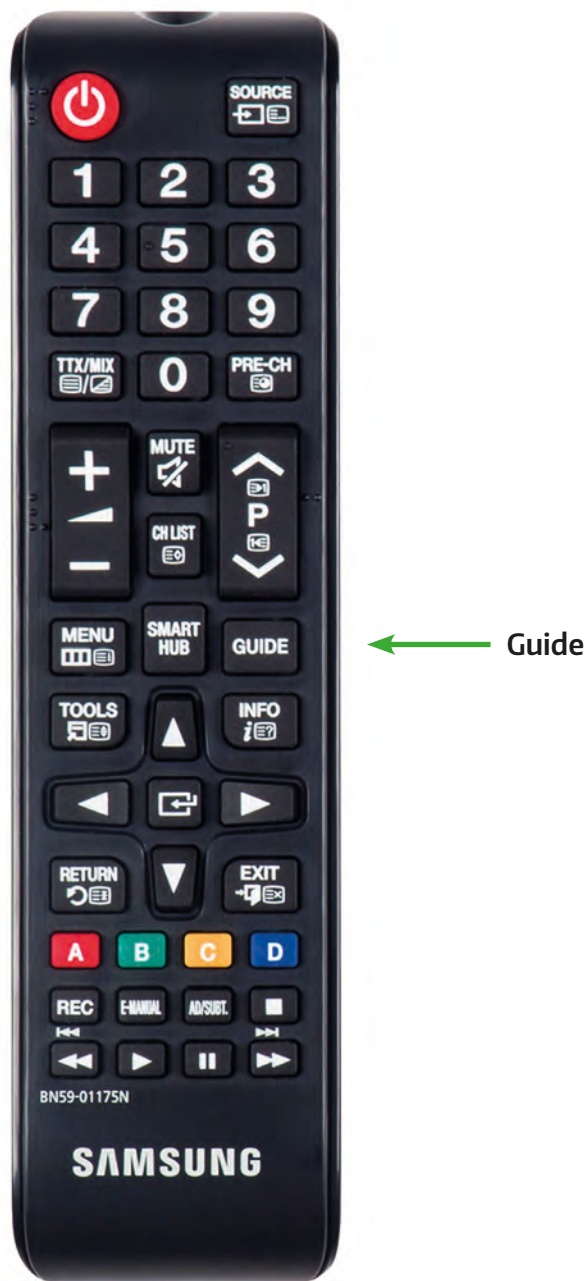 SOURCE
1 2 3
4 5 6
7 8 9
TTX/MIX 0 PRE-CH
+ MUTE
P
− CH LIST
MENU SMART HUB GUIDE
Guide
TOOLS INFO
RETURN EXIT
A B C D
REC E-MANUAL AD/SUBT.
BN59-01175N
SAMSUNG